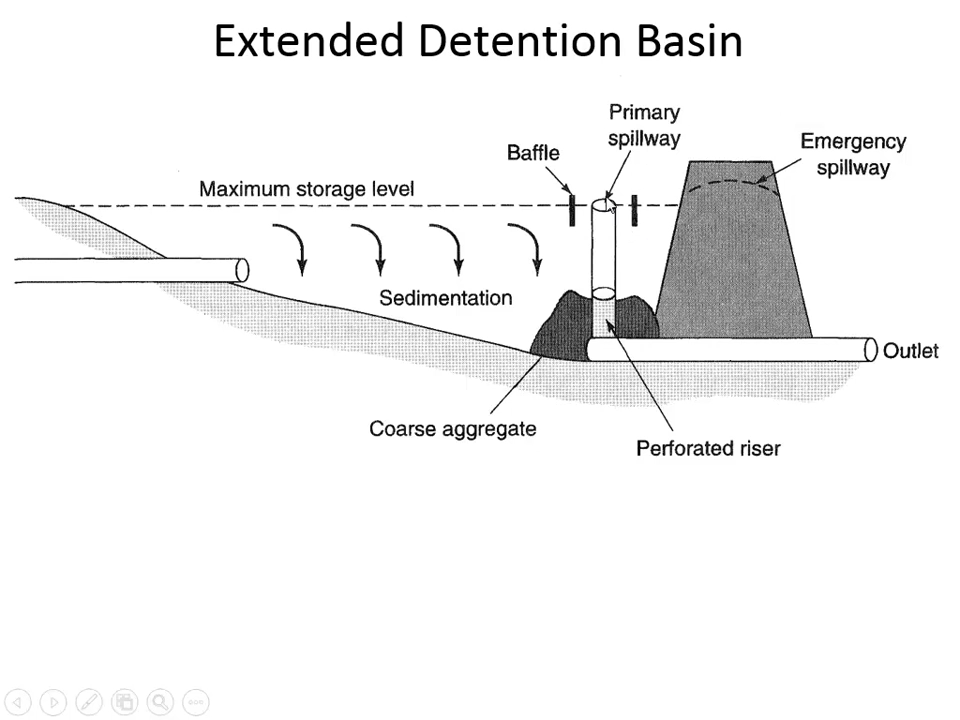 Extended Detention Basin
Primary
spillway
Emergency
spillway
Baffle
Maximum storage level
Sedimentation
Outlet
Coarse aggregate
Perforated riser